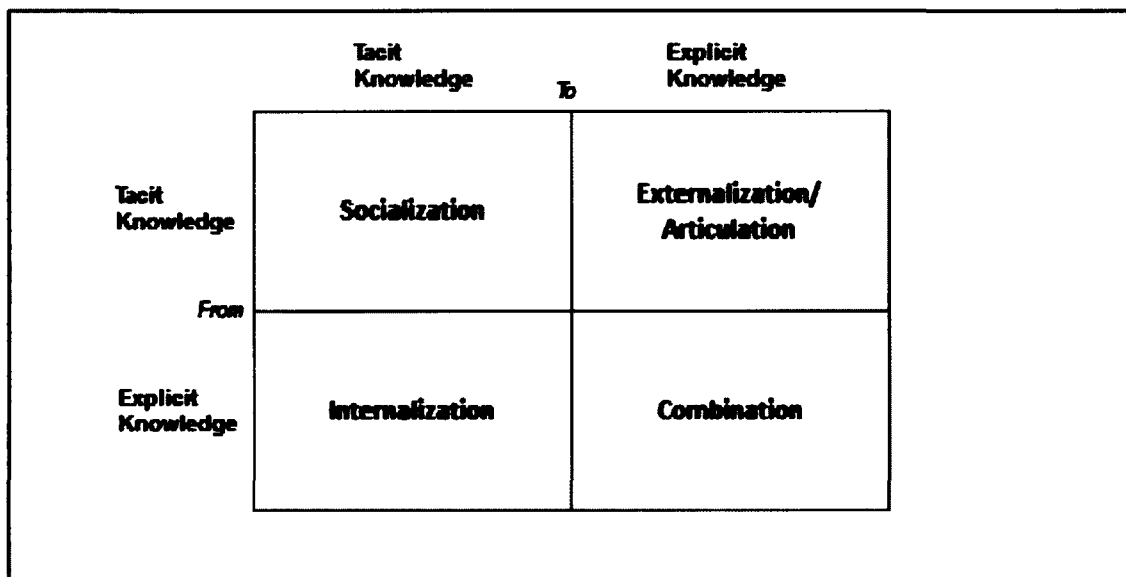 Tacit
Knowledge
Explicit
Knowledge
To
Tacit
Knowledge
Socialization
Externalization/
Articulation
From
Explicit
Knowledge
Internalization
Combination